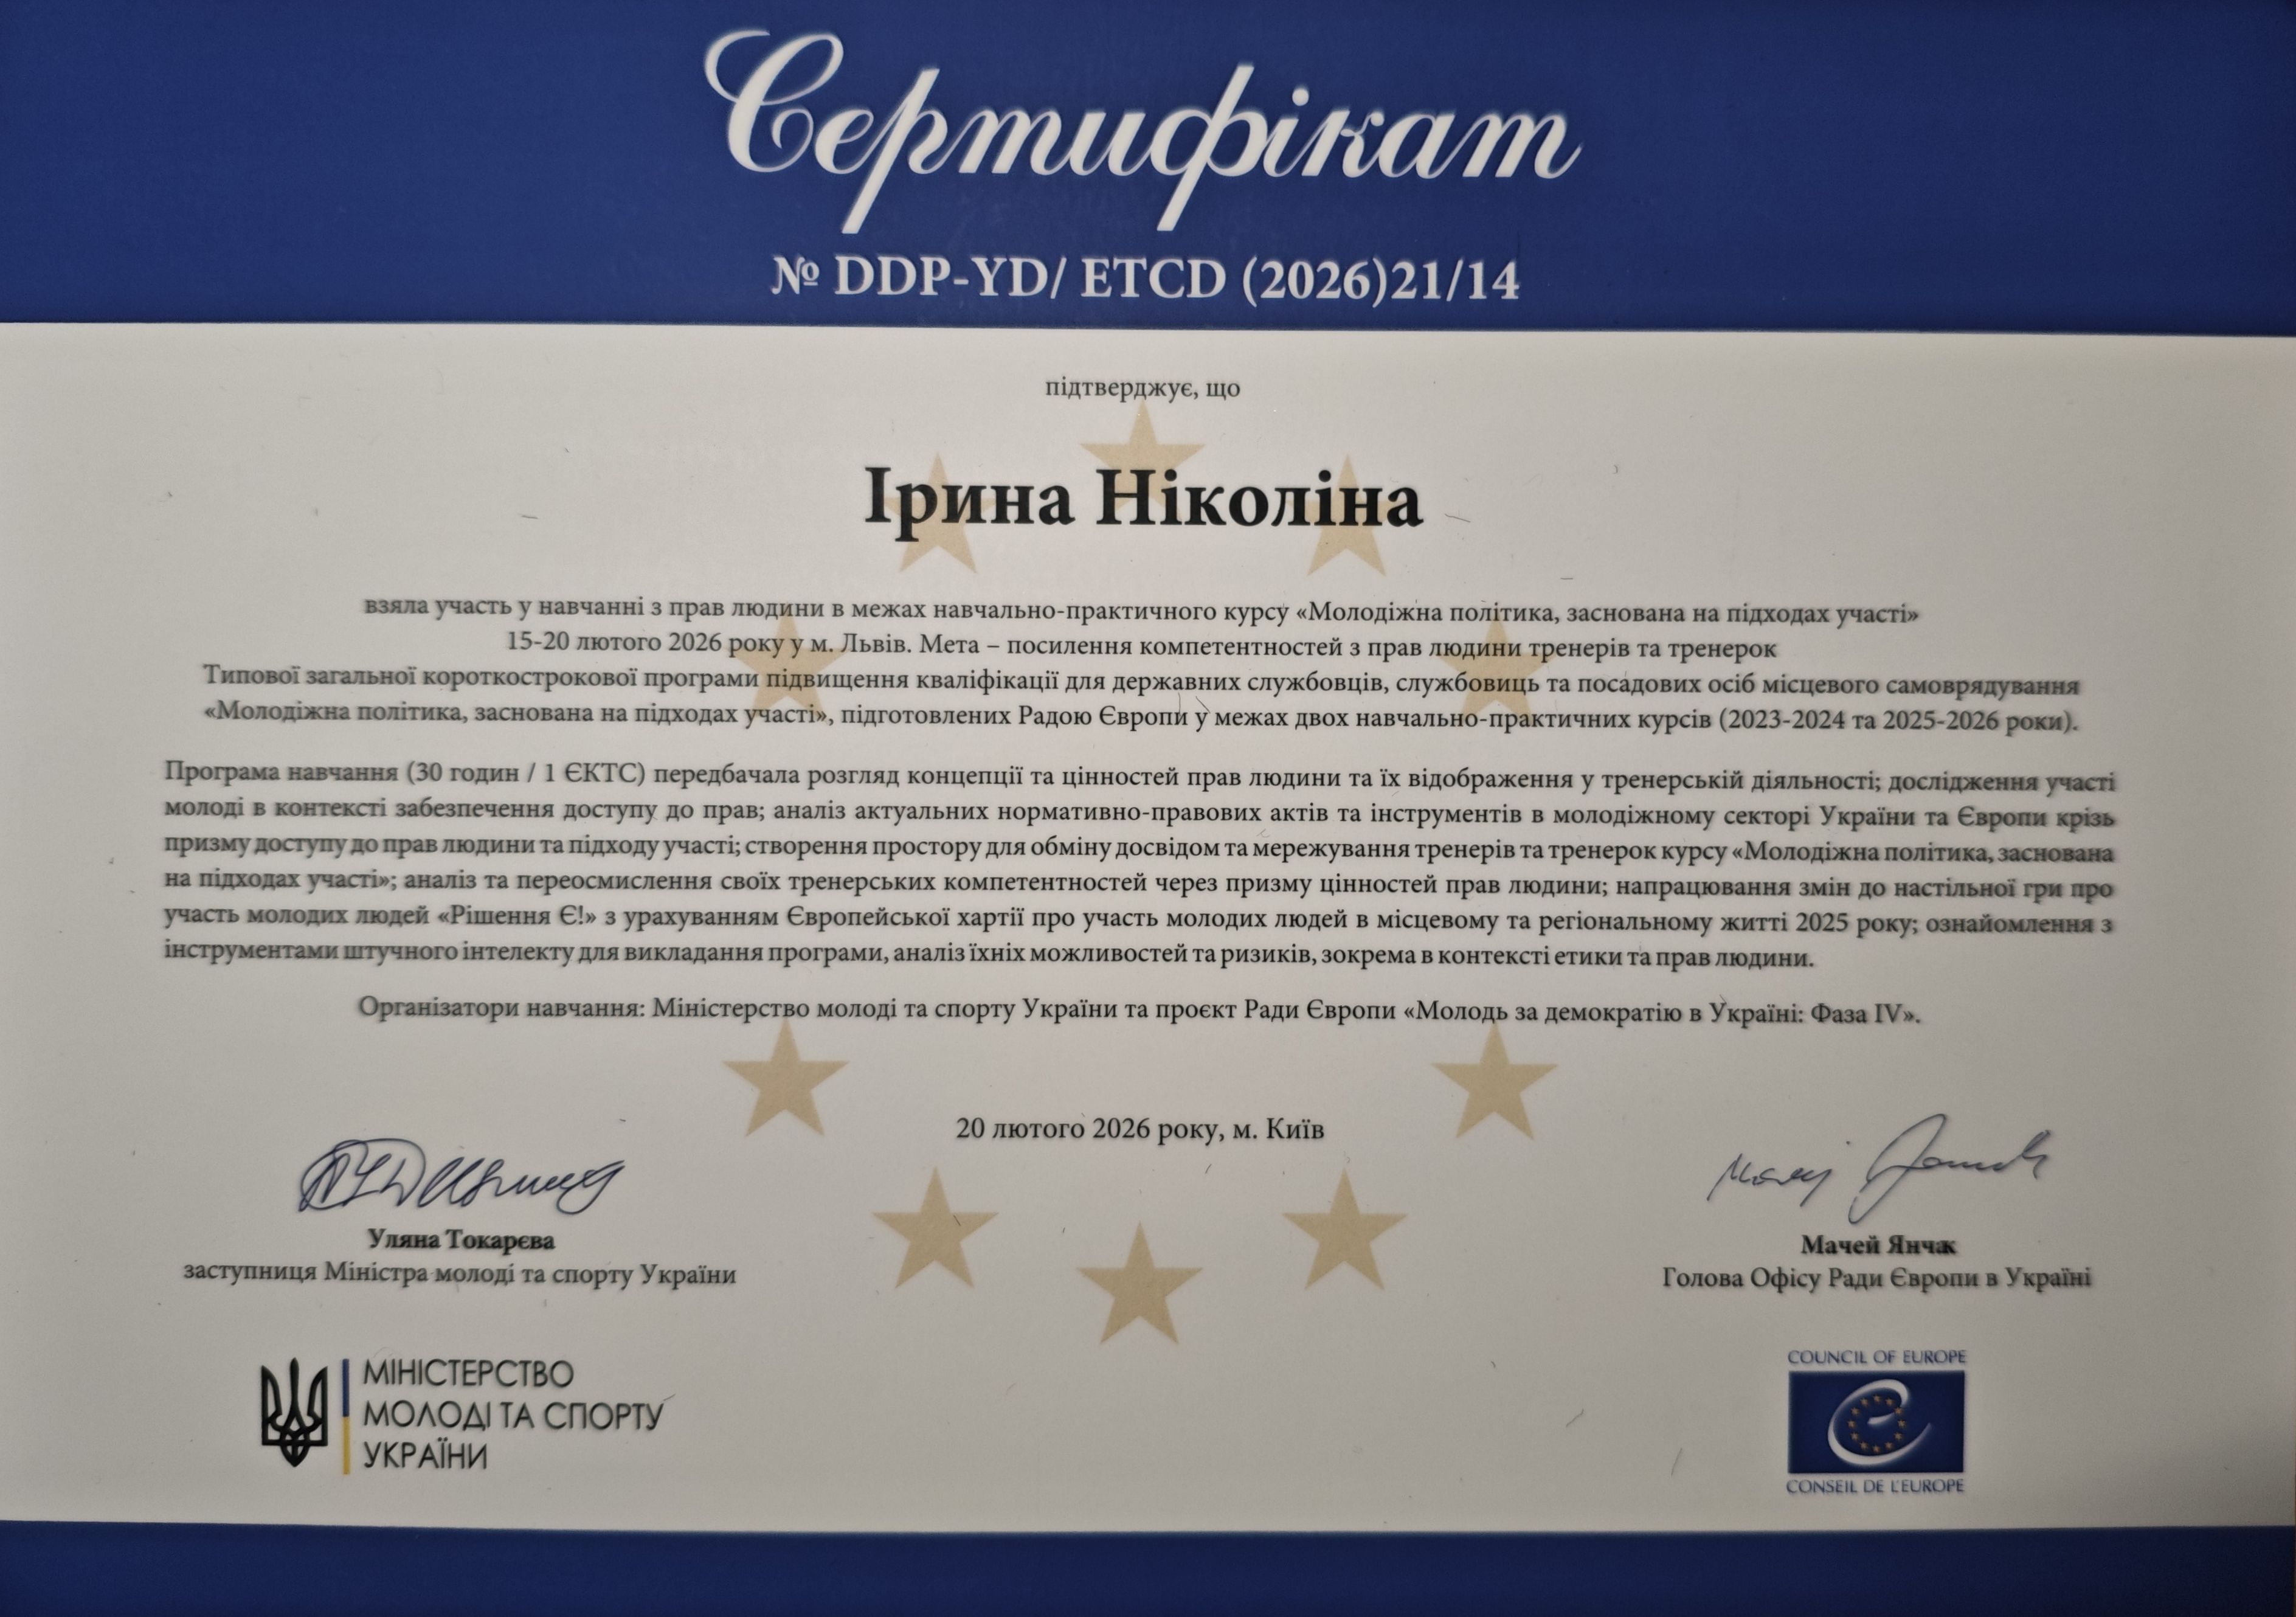 Сертифікат
№ DDP-YD/ ETCD (2026)21/14
підтверджує, що
Ірина Ніколіна
взяла участь у навчанні з прав людини в межах навчально-практичного курсу «Молодіжна політика, заснована на підходах участі»
15-20 лютого 2026 року у м. Львів. Мета – посилення компетентностей з прав людини тренерів та тренерок
Типової загальної короткострокової програми підвищення кваліфікації для державних службовців, службовиць та посадових осіб місцевого самоврядування
«Молодіжна політика, заснована на підходах участі», підготовлених Радою Європи у межах двох навчально-практичних курсів (2023-2024 та 2025-2026 роки).
Програма навчання (30 годин / 1 ЄКТС) передбачала розгляд концепції та цінностей прав людини та їх відображення у тренерській діяльності; дослідження участі
молоді в контексті забезпечення доступу до прав; аналіз актуальних нормативно-правових актів та інструментів в молодіжному секторі України та Європи крізь
призму доступу до прав людини та підходу участі; створення простору для обміну досвідом та мережування тренерів та тренерок курсу «Молодіжна політика, заснована
на підходах участі»; аналіз та переосмислення своїх тренерських компетентностей через призму цінностей прав людини; напрацювання змін до настільної гри про
участь молодих людей «Рішення Є!» з урахуванням Європейської хартії про участь молодих людей в місцевому та регіональному житті 2025 року; ознайомлення з
інструментами штучного інтелекту для викладання програми, аналіз їхніх можливостей та ризиків, зокрема в контексті етики та прав людини.
Організатори навчання: Міністерство молоді та спорту України та проєкт Ради Європи «Молодь за демократію в Україні: Фаза IV».
20 лютого 2026 року, м. Київ
Уляна Токарєва
заступниця Міністра молоді та спорту України
Мачей Янчак
Голова Офісу Ради Європи в Україні
МІНІСТЕРСТВО
МОЛОДІ ТА СПОРТУ
УКРАЇНИ
COUNCIL OF EUROPE
CONSEIL DE L'EUROPE